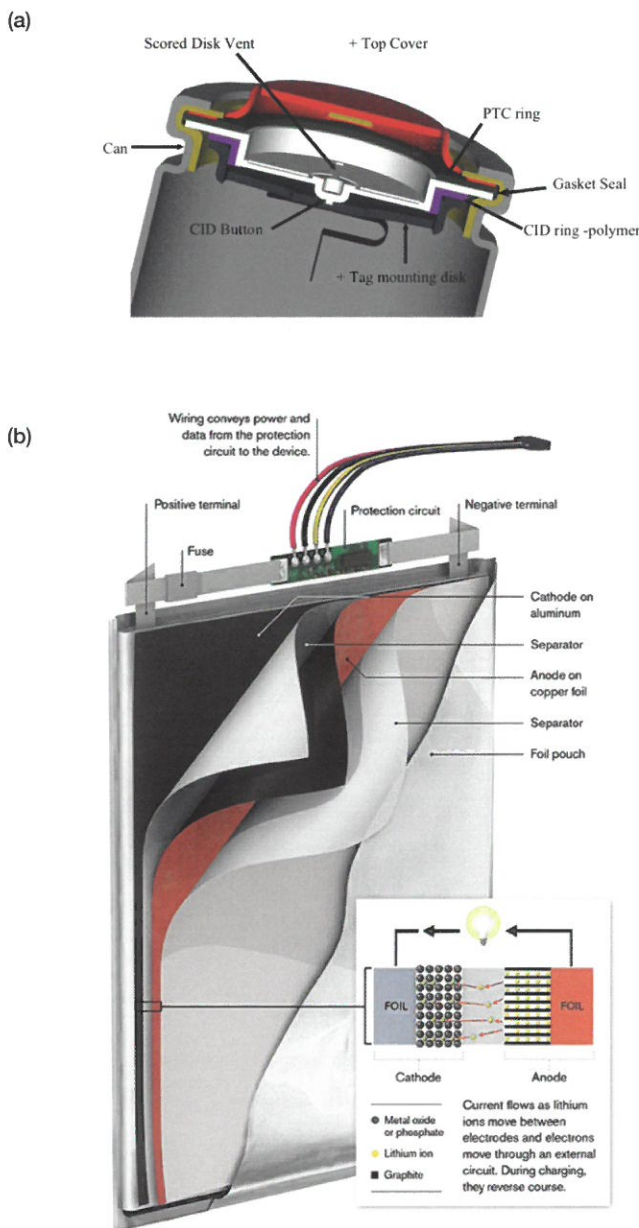 (a)
Scored Disk Vent
+ Top Cover
PTC ring
Can
Gasket Seal
CID Button
CID ring -polymer
+ Tag mounting disk
(b)
Wiring conveys power and
data from the protection
circuit to the device.
Positive terminal
Negative terminal
Protection circuit
Fuse
Cathode on
aluminum
Separator
Anode on
copper foil
Separator
Foil pouch
FOIL
FOIL
Cathode
Anode
Metal oxide
or phosphate
Lithium ion
Graphite
Current flows as lithium
ions move between
electrodes and electrons
move through an external
circuit. During charging,
they reverse course.